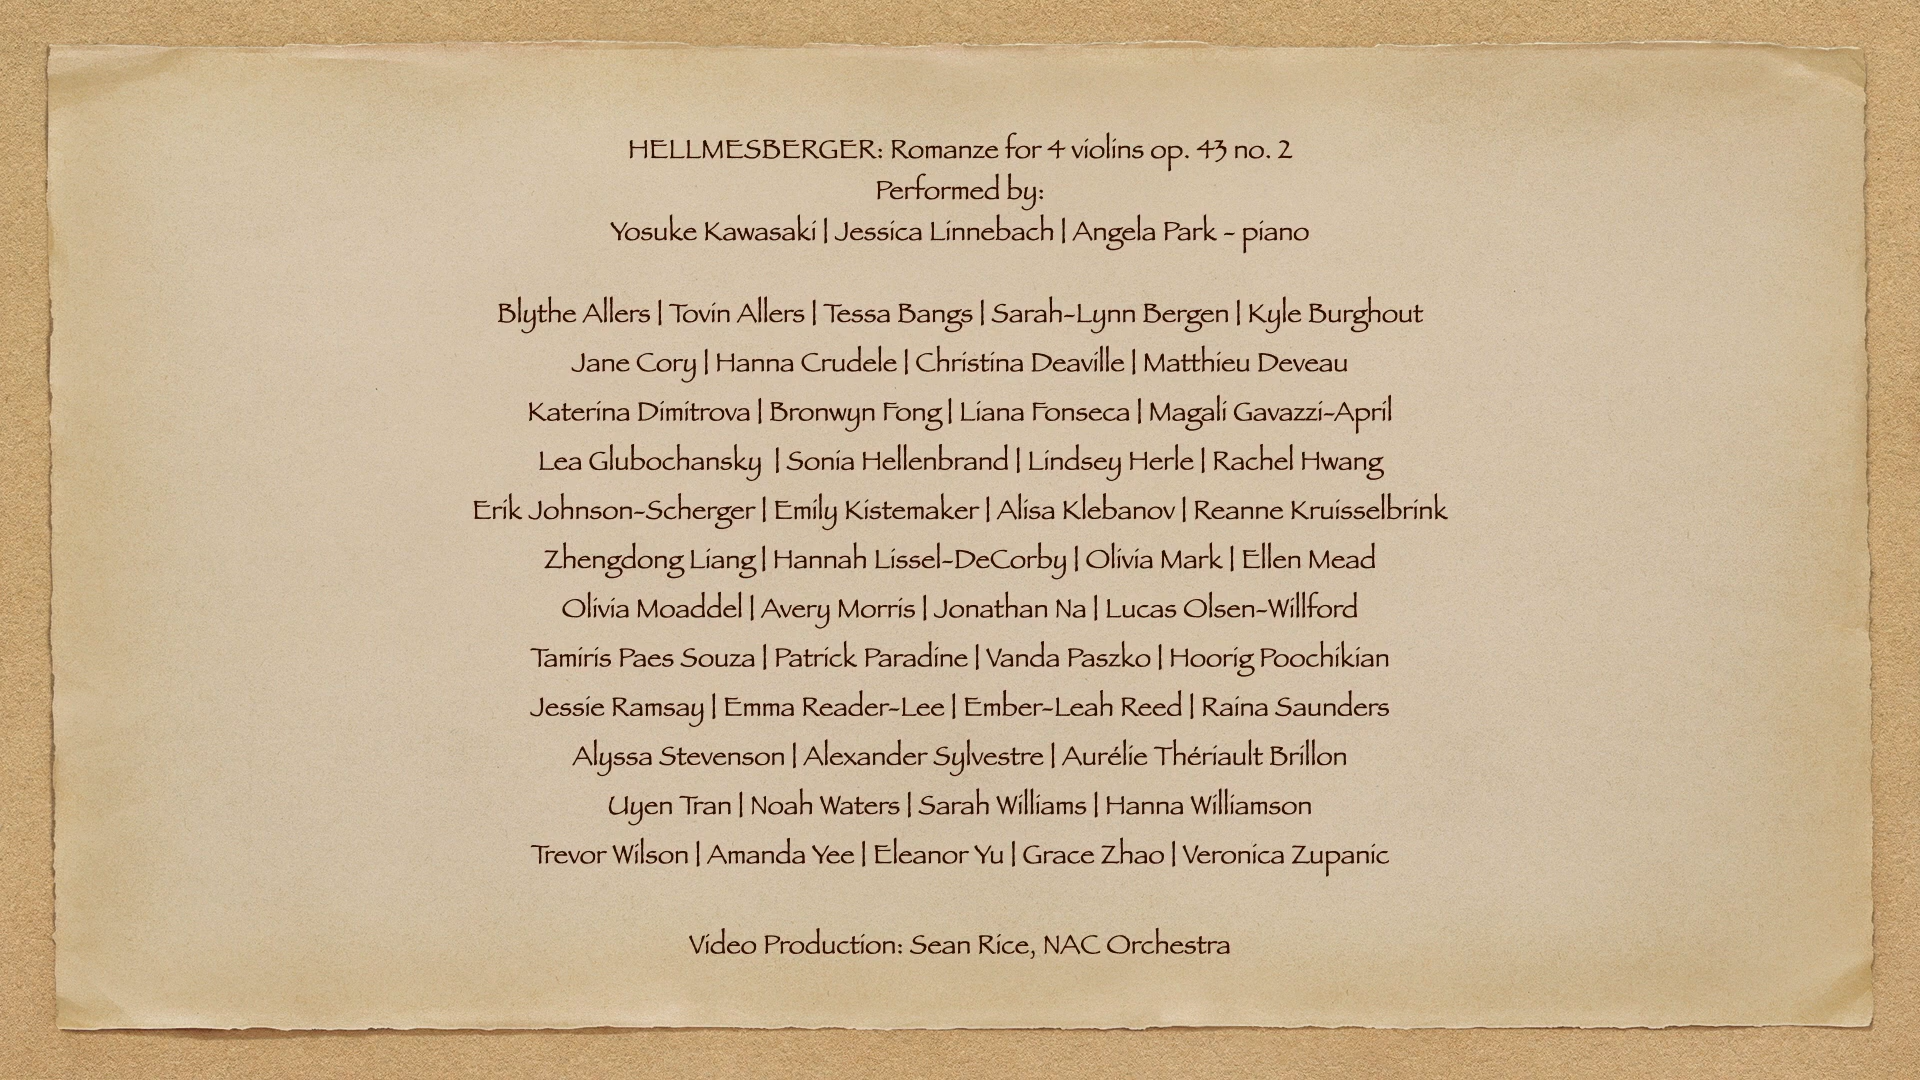 HELLMESBERGER: Romanze for 4 violins op. 43 no. 2
Performed by:
Yosuke Kawasaki | Jessica Linnebach | Angela Park - piano
Blythe Allers | Tovin Allers | Tessa Bangs | Sarah-Lynn Bergen | Kyle Burghout
Jane Cory | Hanna Crudele | Christina Deaville | Matthieu Deveau
Katerina Dimitrova | Bronwyn Fong | Liana Fonseca | Magali Gavazzi-April
Lea Glubochansky | Sonia Hellenbrand | Lindsey Herle | Rachel Hwang
Erik Johnson-Scherger | Emily Kistemaker | Alisa Klebanov | Reanne Kruisselbrink
Zhengdong Liang | Hannah Lissel-DeCorby | Olivia Mark | Ellen Mead
Olivia Moaddel | Avery Morris | Jonathan Na | Lucas Olsen-Willford
Tamiris Paes Souza | Patrick Paradine | Vanda Paszko | Hoorig Poochikian
Jessie Ramsay | Emma Reader-Lee | Ember-Leah Reed | Raina Saunders
Alyssa Stevenson | Alexander Sylvestre | Aurélie Thériault Brillon
Uyen Tran | Noah Waters | Sarah Williams | Hanna Williamson
Trevor Wilson | Amanda Yee | Eleanor Yu | Grace Zhao | Veronica Zupanic
Video Production: Sean Rice, NAC Orchestra